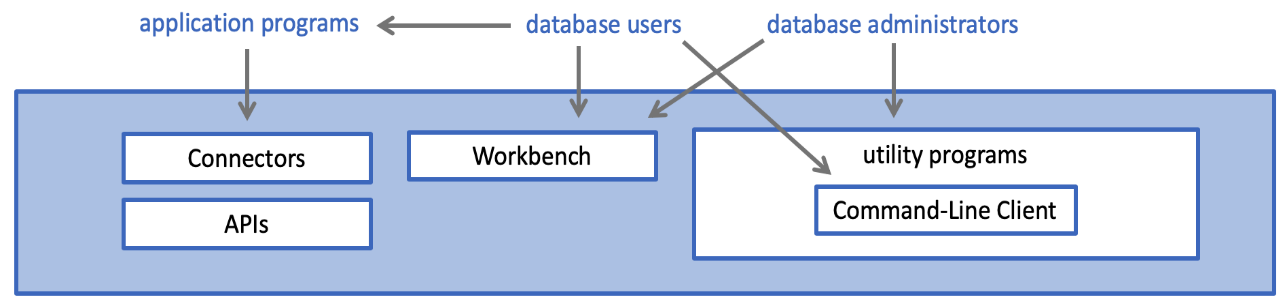 application programs
database users
database administrators
Connectors
APIs
Workbench
utility programs
Command-Line Client